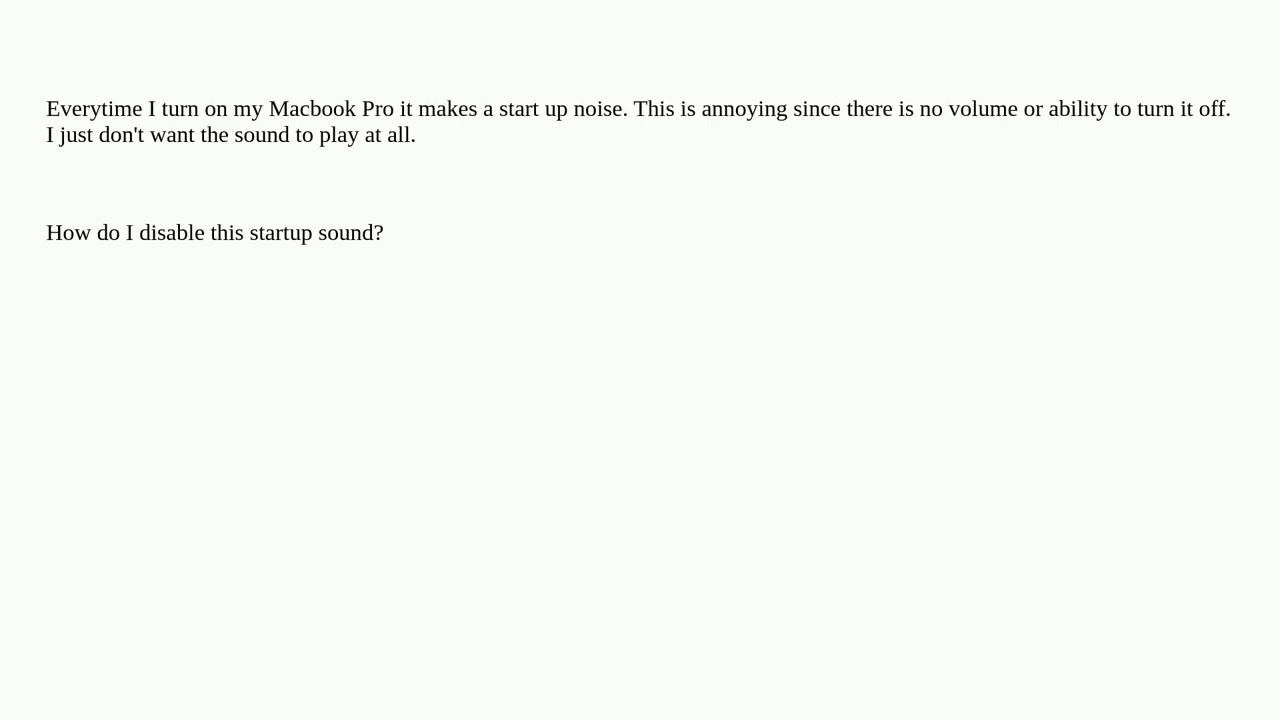 Everytime I turn on my Macbook Pro it makes a start up noise. This is annoying since there is no volume or ability to turn it off.
I just don't want the sound to play at all.
How do I disable this startup sound?